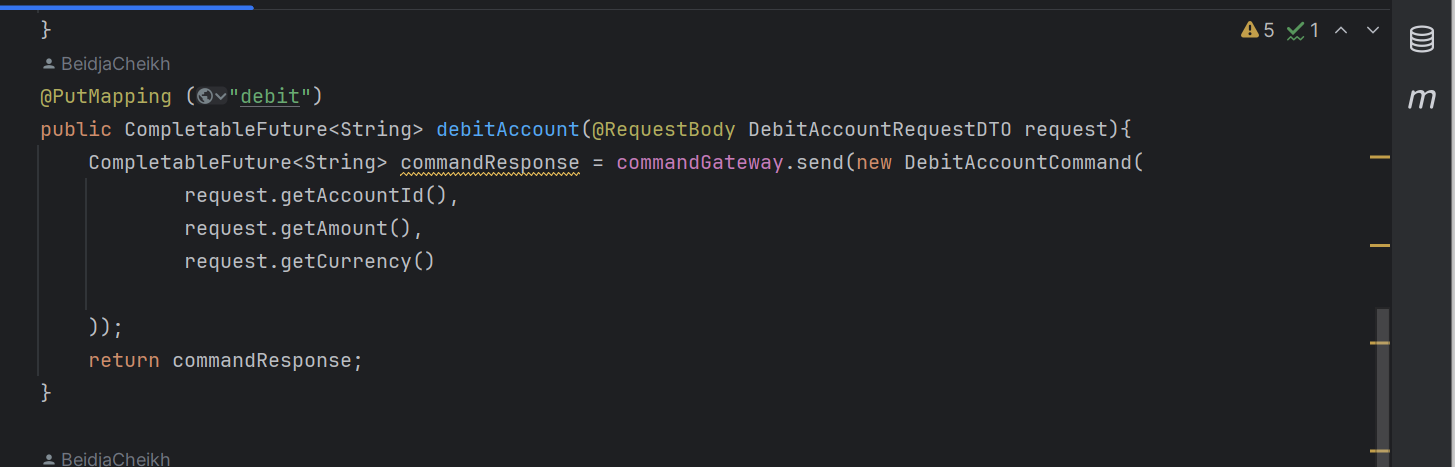 }
5 1
BeidjaCheikh
@PutMapping ("debit")
public CompletableFuture<String> debitAccount(@RequestBody DebitAccountRequestDTO request){
    CompletableFuture<String> commandResponse = commandGateway.send(new DebitAccountCommand(
            request.getAccountId(),
            request.getAmount(),
            request.getCurrency()
    ));
    return commandResponse;
}
BeidjaCheikh
m